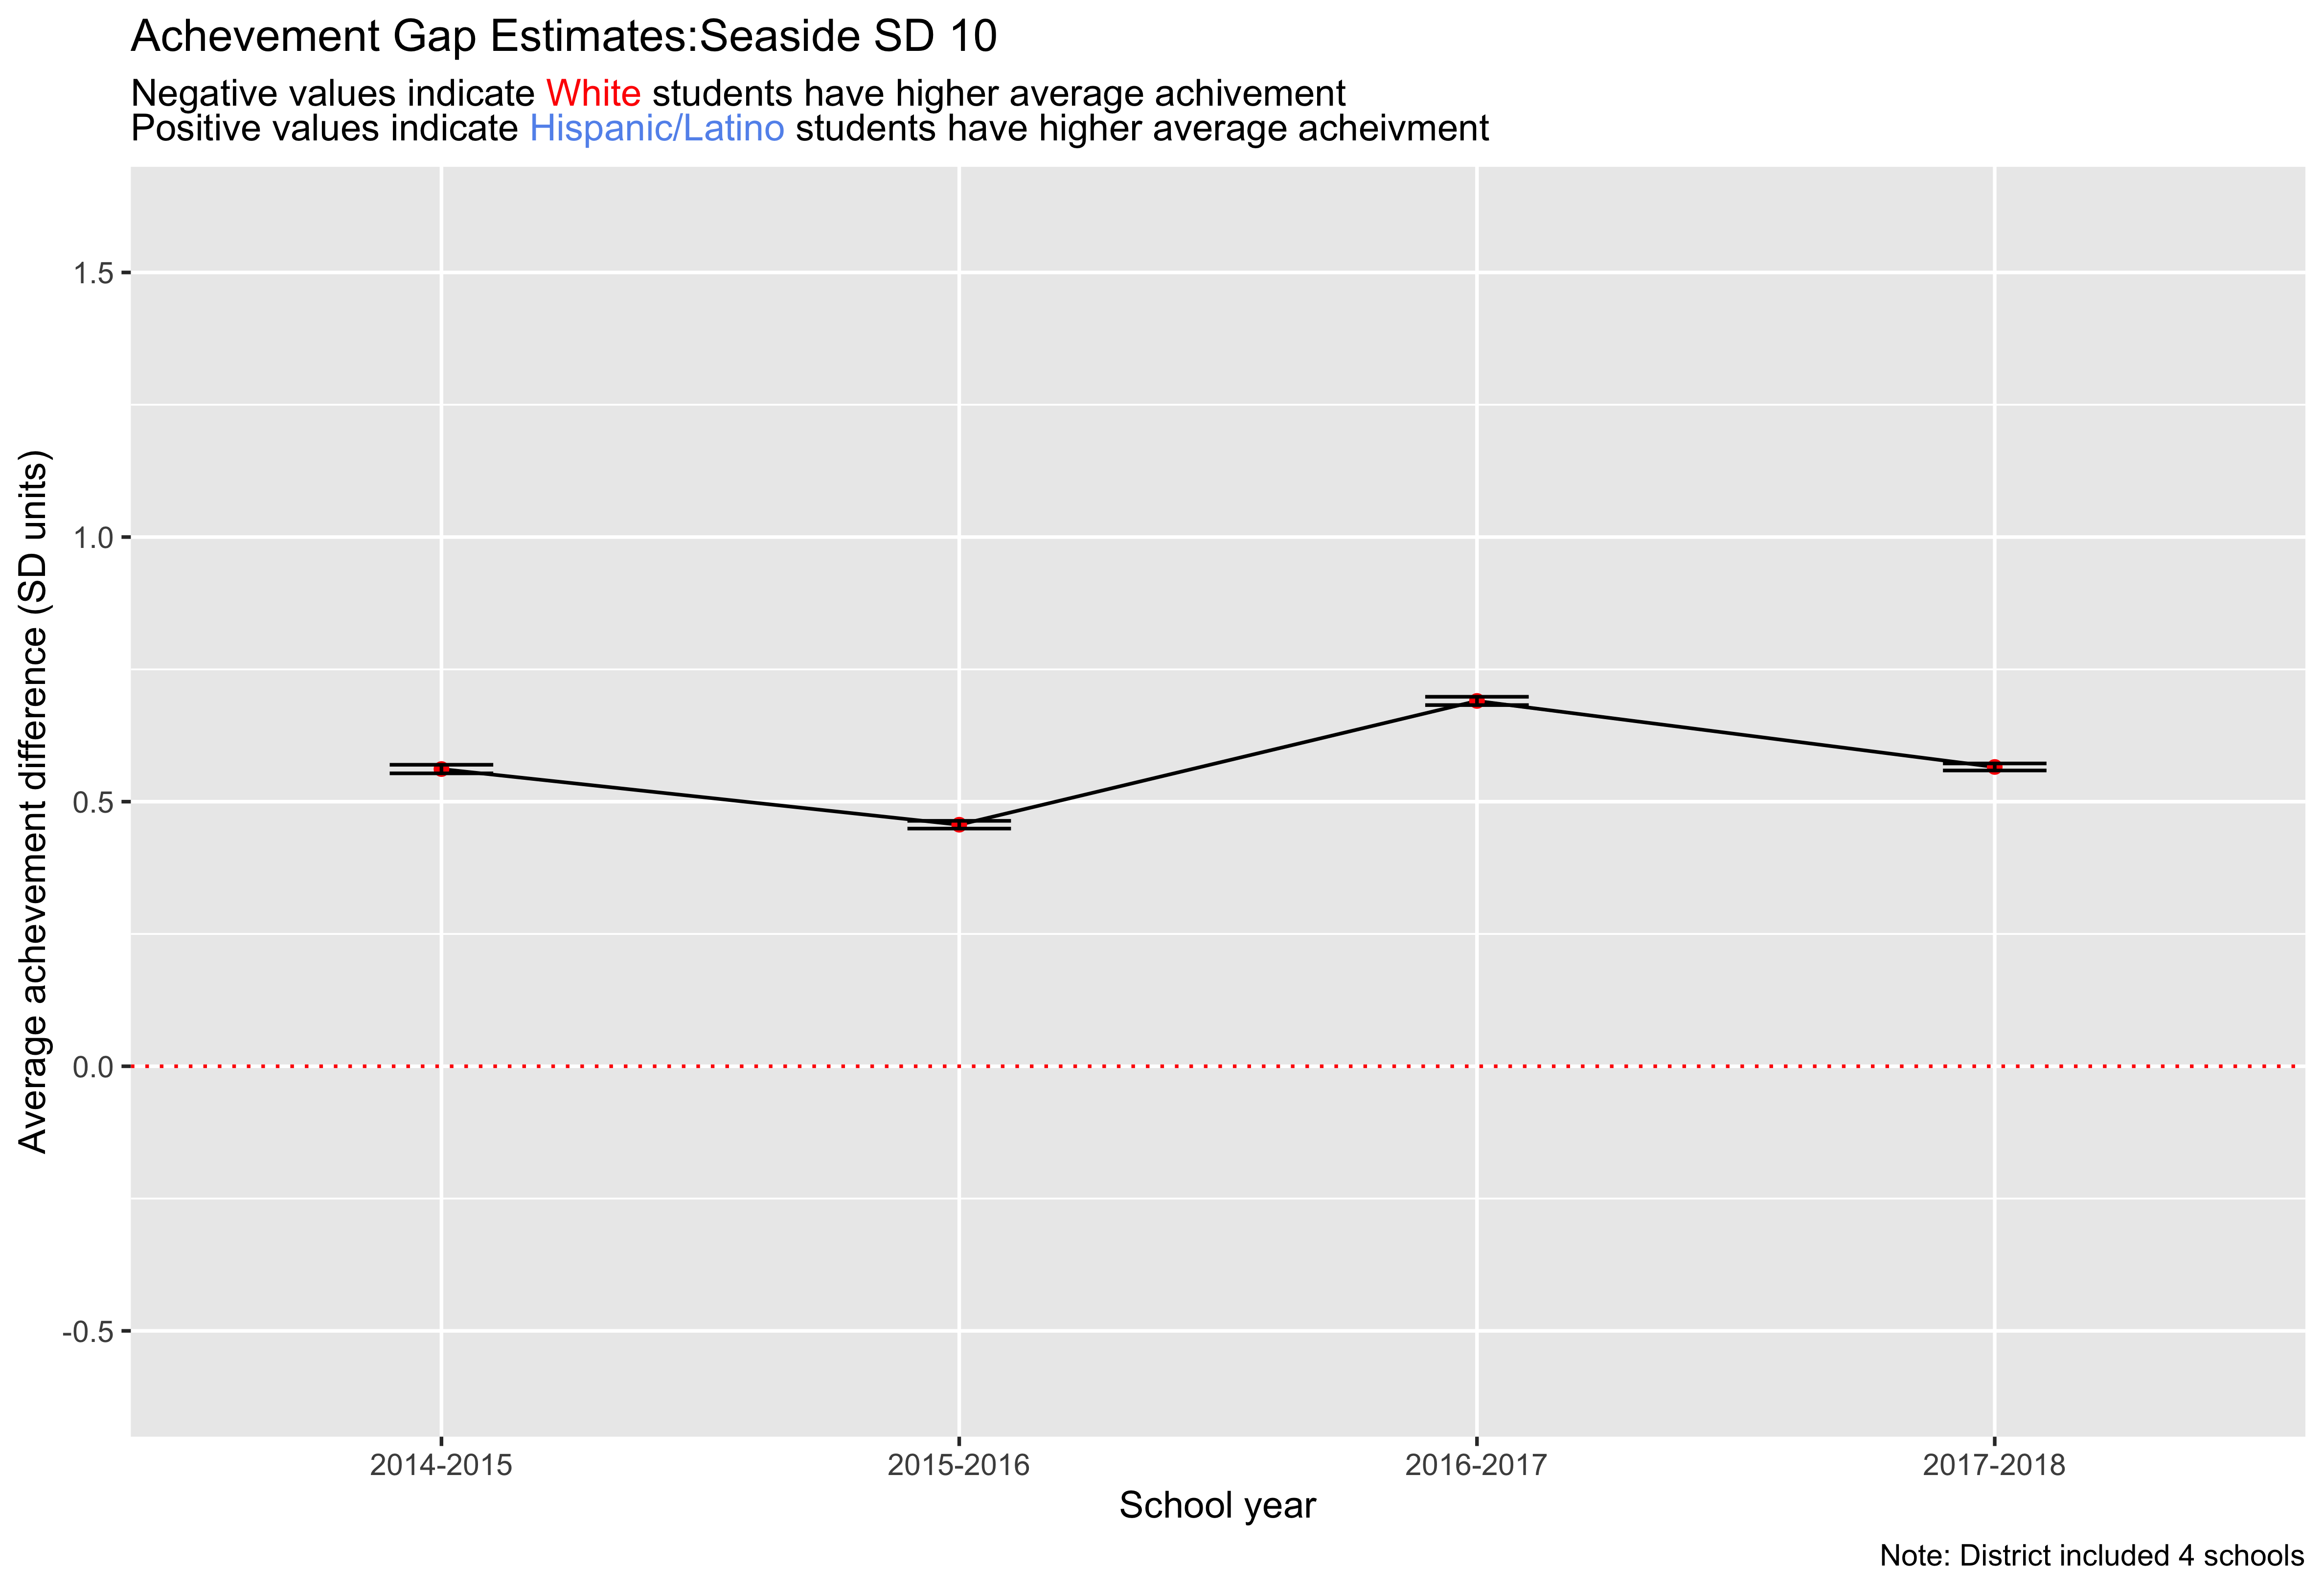 Achevement Gap Estimates:Seaside SD 10
Negative values indicate White students have higher average achivement
Positive values indicate Hispanic/Latino students have higher average acheivment
Average achevement difference (SD units)
1.5
1.0
0.5
0.0
-0.5
2014-2015
2015-2016
2016-2017
2017-2018
School year
Note: District included 4 schools